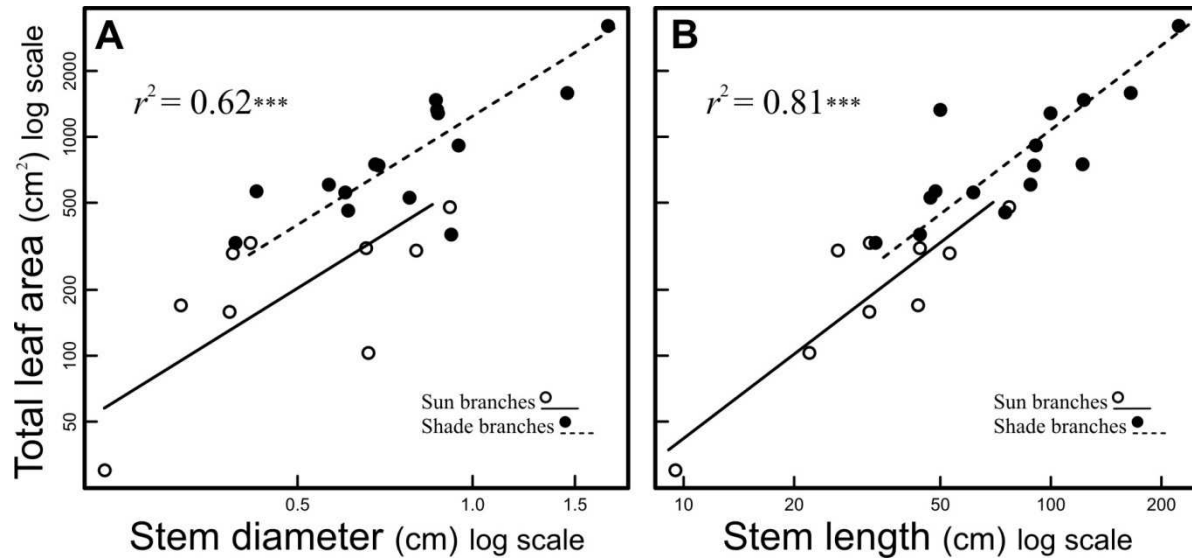 A
r² = 0.62***
Sun branches
Shade branches
50
100
200
500
1000
2000
Total leaf area (cm²) log scale
0.5
1.0
1.5
Stem diameter (cm) log scale
B
r² = 0.81***
Sun branches
Shade branches
10
20
50
100
200
Stem length (cm) log scale